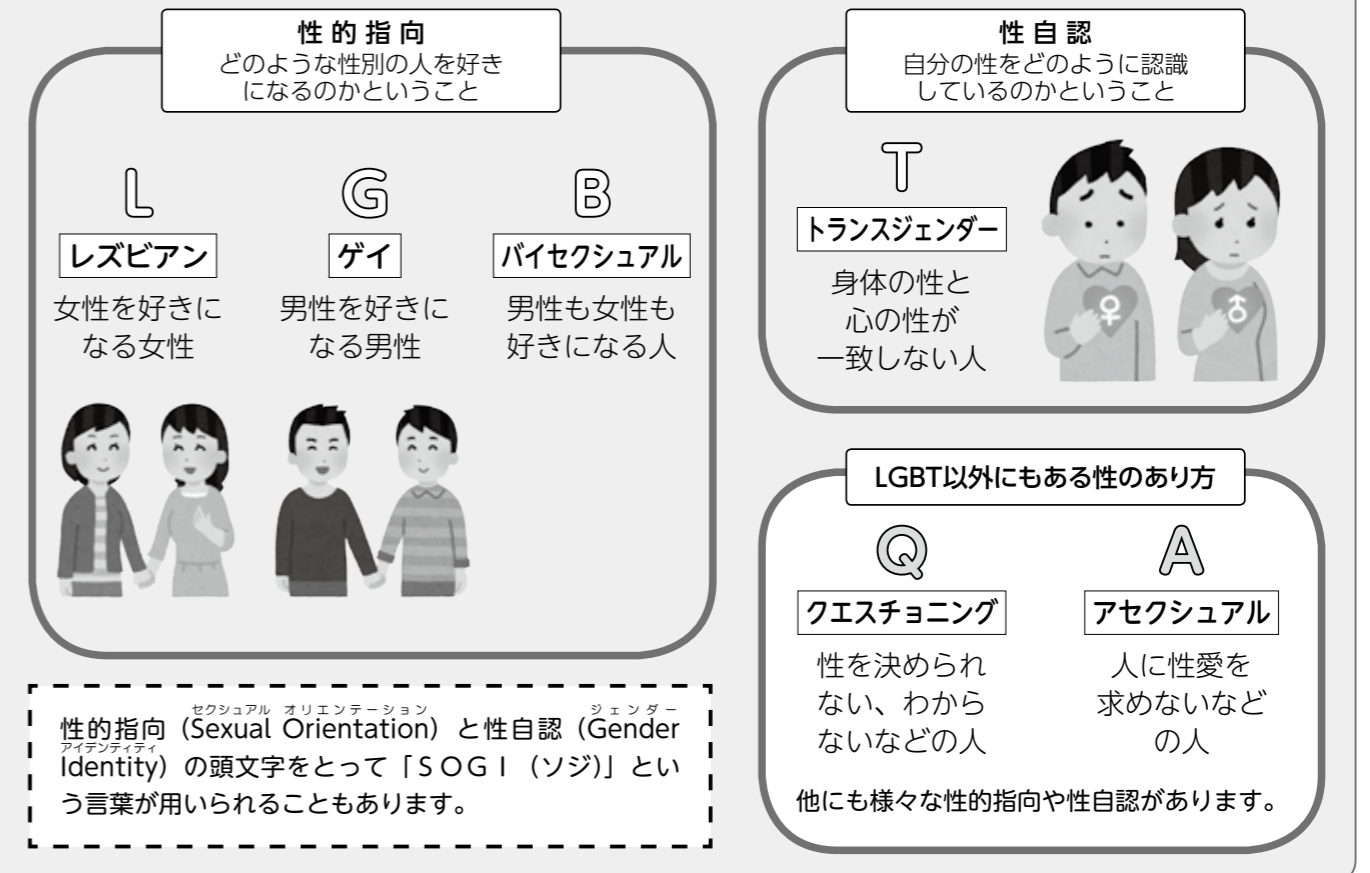 性的指向
どのような性別の人を好き
になるのかということ
L
レズビアン
女性を好きに
なる女性
G
ゲイ
男性を好きに
なる男性
B
バイセクシュアル
男性も女性も
好きになる人
性自認
自分の性をどのように認識
しているのかということ
T
トランスジェンダー
身体の性と
心の性が
一致しない人
♀
♂
LGBT以外にもある性のあり方
Q
クエスチョニング
性を決められ
ない、わから
ないなどの人
A
アセクシュアル
人に性愛を
求めないなど
の人
他にも様々な性的指向や性自認があります。
セクシュアル オリエンテーション ジェンダー
性的指向（Sexual Orientation）と性自認（Gender
アイデンティティ
Identity）の頭文字をとって「SOGI（ソジ）」とい
う言葉が用いられることもあります。